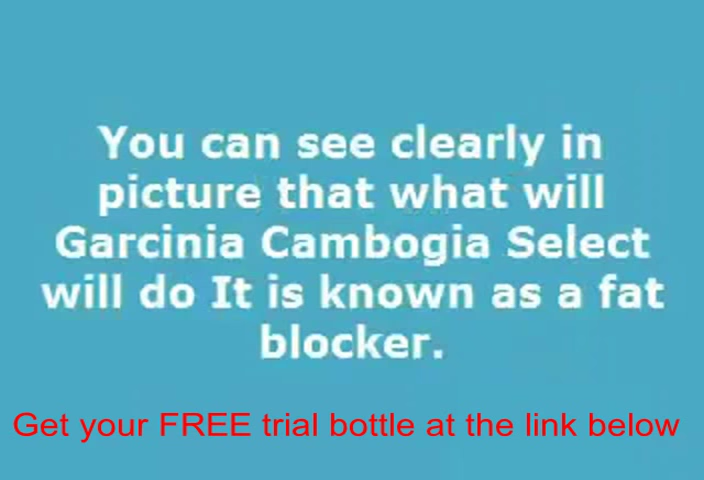 You can see clearly in
picture that what will
Garcinia Cambogia Select
will do It is known as a fat
blocker.
Get your FREE trial bottle at the link below